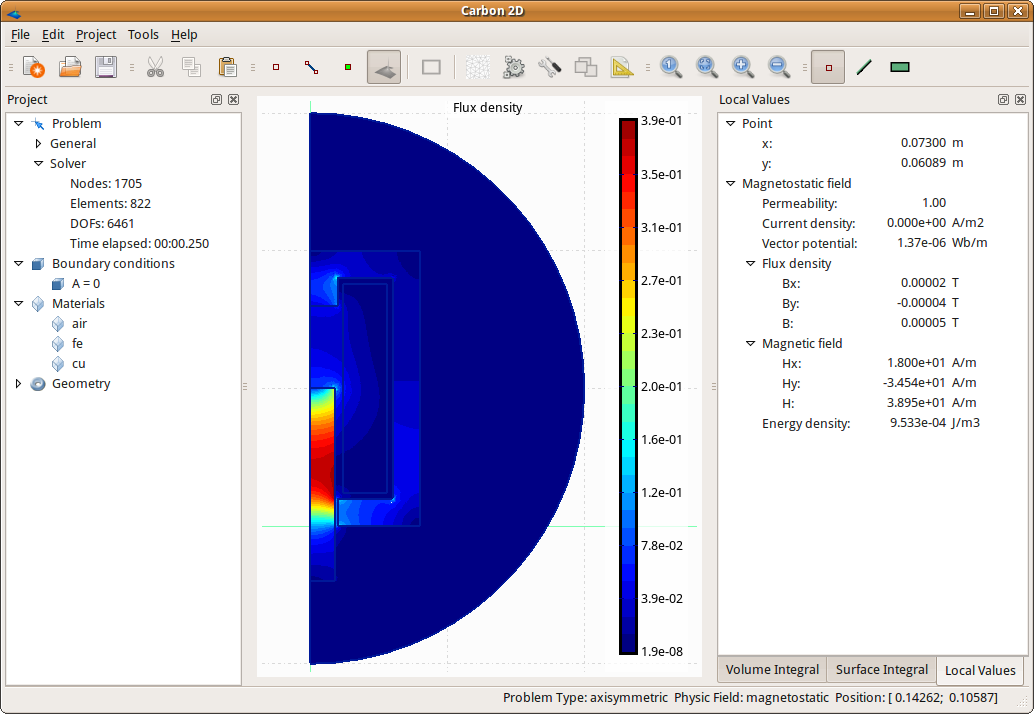 Carbon 2D
File Edit Project Tools Help
Project
Problem
General
Solver
Nodes: 1705
Elements: 822
DOFs: 6461
Time elapsed: 00:00.250
Boundary conditions
A = 0
Materials
air
fe
cu
Geometry
Flux density
3.9e-01
3.5e-01
3.1e-01
2.7e-01
2.3e-01
2.0e-01
1.6e-01
1.2e-01
7.8e-02
3.9e-02
1.9e-08
Local Values
Point
x: 0.07300 m
y: 0.06089 m
Magnetostatic field
Permeability: 1.00
Current density: 0.000e+00 A/m2
Vector potential: 1.37e-06 Wb/m
Flux density
Bx: 0.00002 T
By: -0.00004 T
B: 0.00005 T
Magnetic field
Hx: 1.800e+01 A/m
Hy: -3.454e+01 A/m
H: 3.895e+01 A/m
Energy density: 9.533e-04 J/m3
Volume Integral Surface Integral Local Values
Problem Type: axisymmetric Physic Field: magnetostatic Position: [ 0.14262; 0.10587]